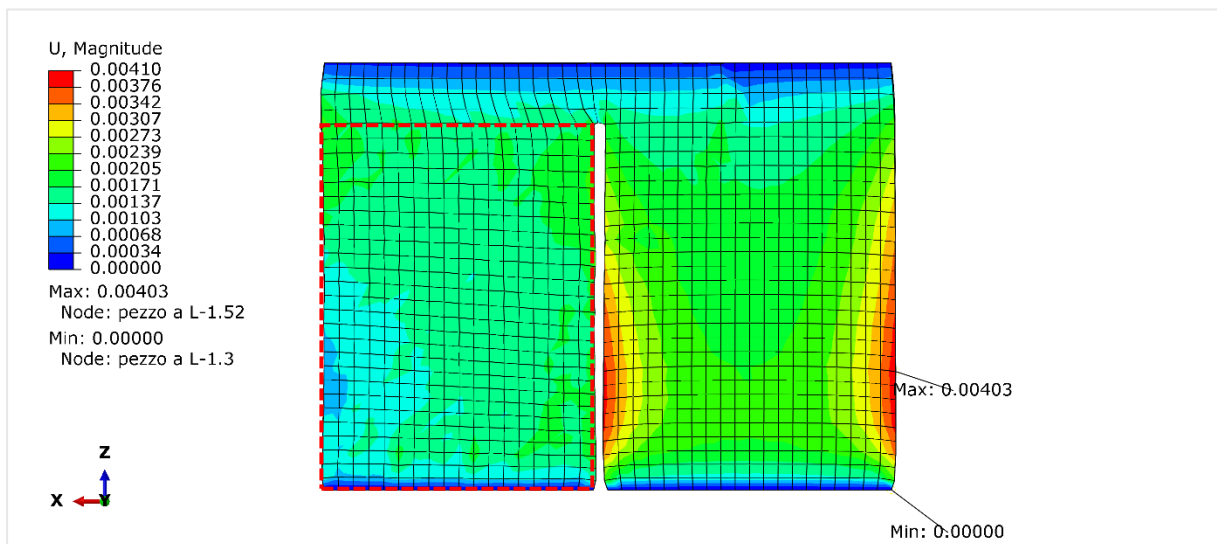 U, Magnitude
0.00410
0.00376
0.00342
0.00307
0.00273
0.00239
0.00205
0.00171
0.00137
0.00103
0.00068
0.00034
0.00000
Max: 0.00403
Node: pezzo a L-1.52
Min: 0.00000
Node: pezzo a L-1.3
Max: 0.00403
Z
X
Y
Min: 0.00000